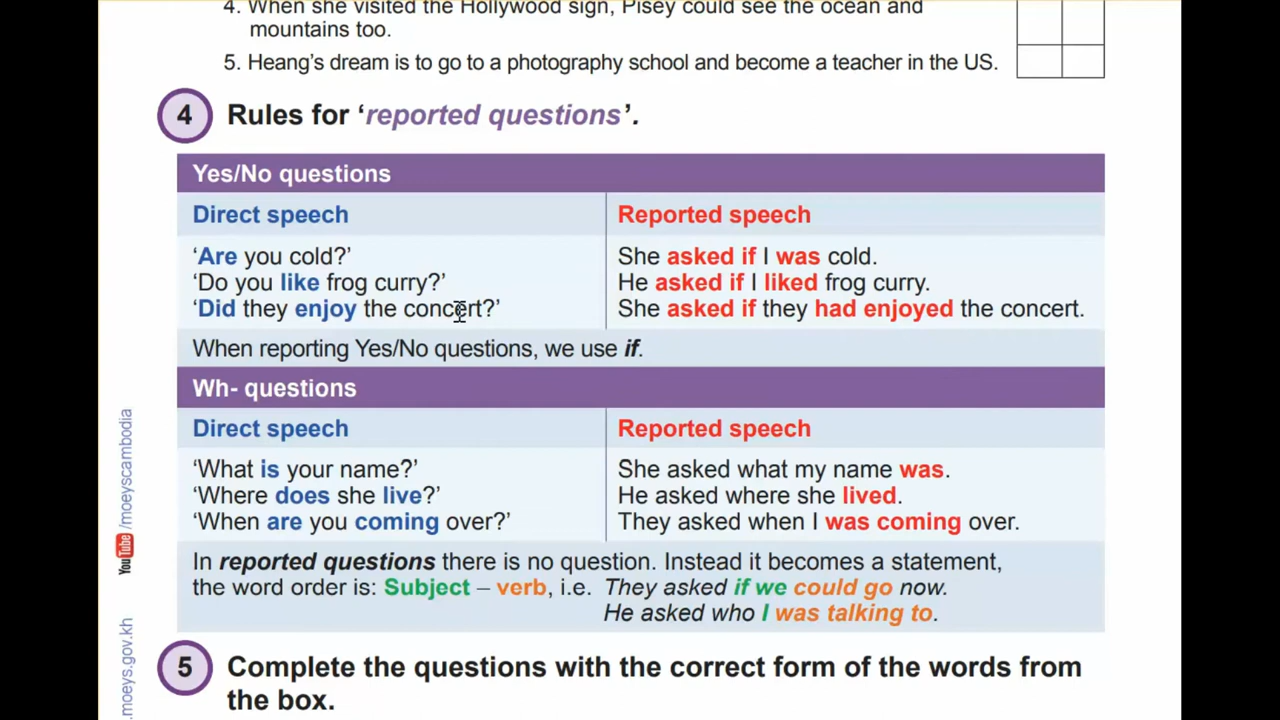 4. When she visited the Hollywood sign, Pisey could see the ocean and
mountains too.
5. Heang's dream is to go to a photography school and become a teacher in the US.
4 Rules for 'reported questions'.
Yes/No questions
Direct speech
Reported speech
'Are you cold?'
She asked if I was cold.
'Do you like frog curry?'
He asked if I liked frog curry.
'Did they enjoy the concert?'
She asked if they had enjoyed the concert.
When reporting Yes/No questions, we use if.
Wh- questions
Direct speech
Reported speech
'What is your name?'
She asked what my name was.
'Where does she live?'
He asked where she lived.
'When are you coming over?'
They asked when I was coming over.
In reported questions there is no question. Instead it becomes a statement,
the word order is: Subject – verb, i.e. They asked if we could go now.
He asked who I was talking to.
5 Complete the questions with the correct form of the words from
the box.
YouTube /moeyscambodia
.moeys.gov.kh